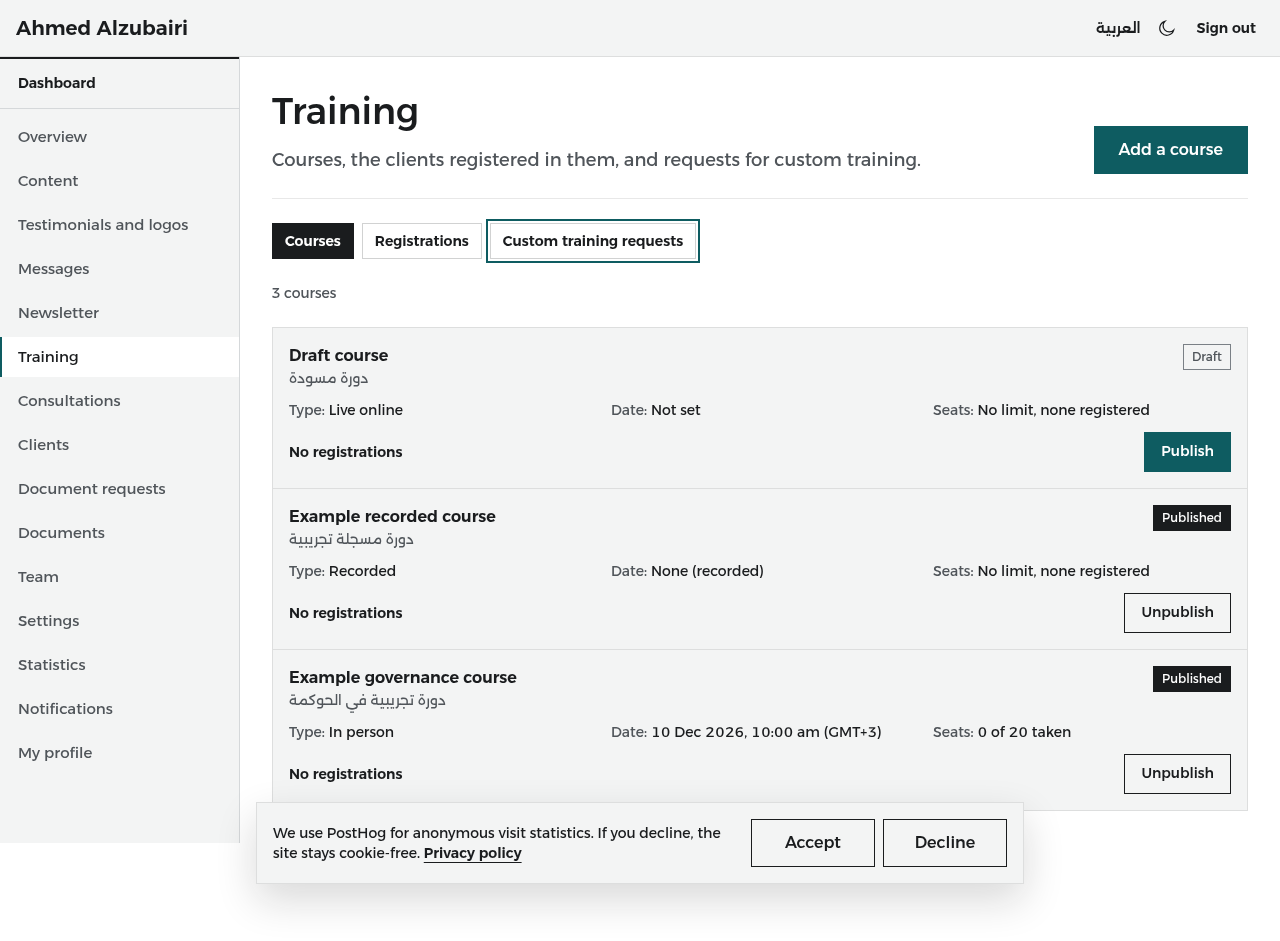 Ahmed Alzubairi
العربية
Sign out
Dashboard
Overview
Content
Testimonials and logos
Messages
Newsletter
Training
Consultations
Clients
Document requests
Documents
Team
Settings
Statistics
Notifications
My profile
Training
Courses, the clients registered in them, and requests for custom training.
Add a course
Courses
Registrations
Custom training requests
3 courses
Draft course
Draft
دورة مسودة
Type: Live online
Date: Not set
Seats: No limit, none registered
No registrations
Publish
Example recorded course
Published
دورة مسجلة تجريبية
Type: Recorded
Date: None (recorded)
Seats: No limit, none registered
No registrations
Unpublish
Example governance course
Published
دورة تجريبية في الحوكمة
Type: In person
Date: 10 Dec 2026, 10:00 am (GMT+3)
Seats: 0 of 20 taken
No registrations
Unpublish
We use PostHog for anonymous visit statistics. If you decline, the
site stays cookie-free. Privacy policy
Accept
Decline